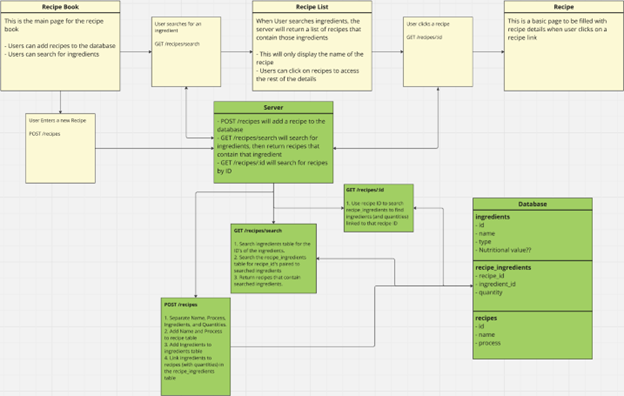 Recipe Book
This is the main page for the recipe
book
- Users can add recipes to the database
- Users can search for ingredients
User searches for an
ingredient
GET /recipes/search
Recipe List
When User searches ingredients, the
server will return a list of recipes that
contain those ingredients
- This will only display the name of the
recipe
- Users can click on recipes to access
the rest of the details
User clicks a recipe
GET /recipes/:id
Recipe
This is a basic page to be filled with
recipe details when user clicks on a
recipe link
User Enters a new Recipe
POST /recipes
Server
- POST /recipes will add a recipe to the
database
- GET /recipes/search will search for
ingredients, then return recipes that
contain that ingredient
- GET /recipes/:id will search for recipes
by ID
GET /recipes/:id
1. Use recipe ID to search
recipe_ingredients to find
ingredients (and quantities)
linked to that recipe ID
GET /recipes/search
1. Search ingredients table for the
ID's of the ingredients.
2. Search the recipe_ingredients
table for recipe_id's paired to
searched ingredients
3. Return recipes that contain
searched ingredients.
POST /recipes
1. Separate Name, Process,
Ingredients, and Quantities.
2. Add Name and Process
to recipe table
3. Add Ingredients to
ingredients table
4. Link ingredients to
recipes (with quantities) in
the recipe_ingredients
table
Database
ingredients
- id
- name
- type
- Nutritional value??
recipe_ingredients
- recipe_id
- ingredient_id
- quantity
recipes
- id
- name
- process